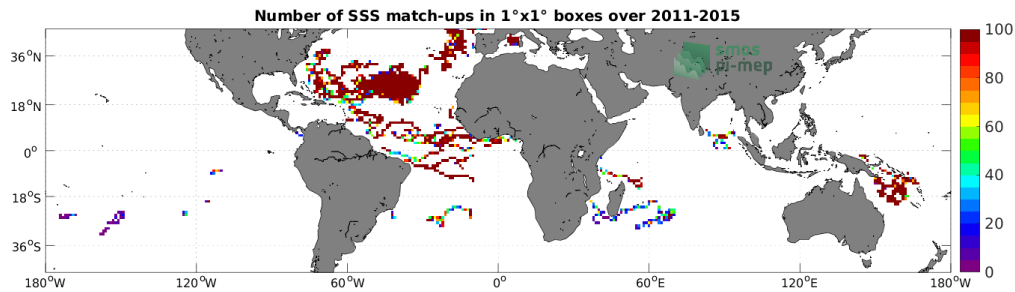 Number of SSS match-ups in 1°x1° boxes over 2011-2015
36°N
18°N
0°
18°S
36°S
180°W
120°W
60°W
0°
60°E
120°E
180°W
100
80
60
40
20
0
smos
pi-mep